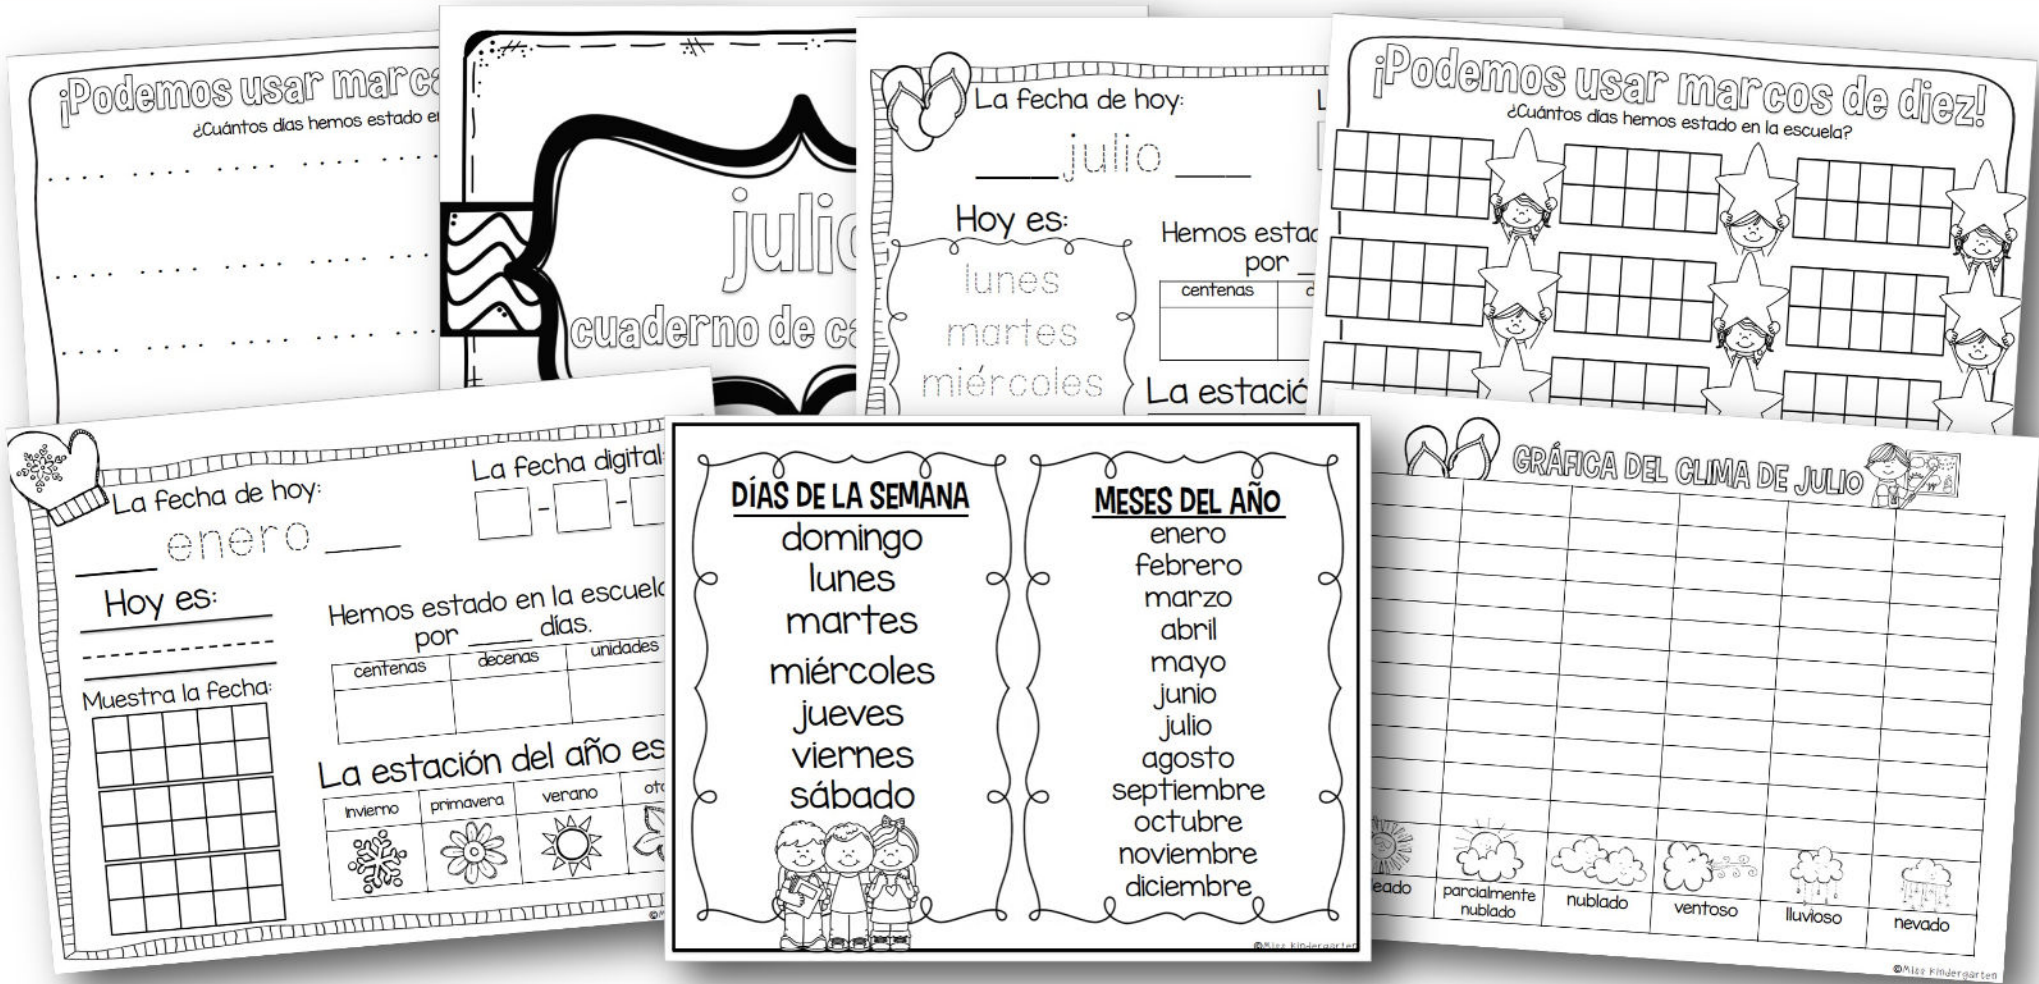 ¡Podemos usar
¿Cuántos días hemos estado
julio
cuaderno de
La fecha de hoy:
julio
Hoy es:
lunes
martes
miércoles
Hemos
por
centenas
La
¡Podemos usar marcos de diez!
¿Cuántos días hemos estado en la escuela?
La fecha de hoy:
enero
La fecha digital:
Hoy es:
Muestra la fecha:
Hemos estado en la escuela
por días.
centenas decenas unidades
La estación del año es
invierno primavera verano
DÍAS DE LA SEMANA
domingo
lunes
martes
miércoles
jueves
viernes
sábado
MESES DEL AÑO
enero
febrero
marzo
abril
mayo
junio
julio
agosto
septiembre
octubre
noviembre
diciembre
©Miss Kindergarten
GRÁFICA DEL CLIMA DE JULIO
parcialmente
nublado
nublado
ventoso
lluvioso
nevado
©Miss Kindergarten